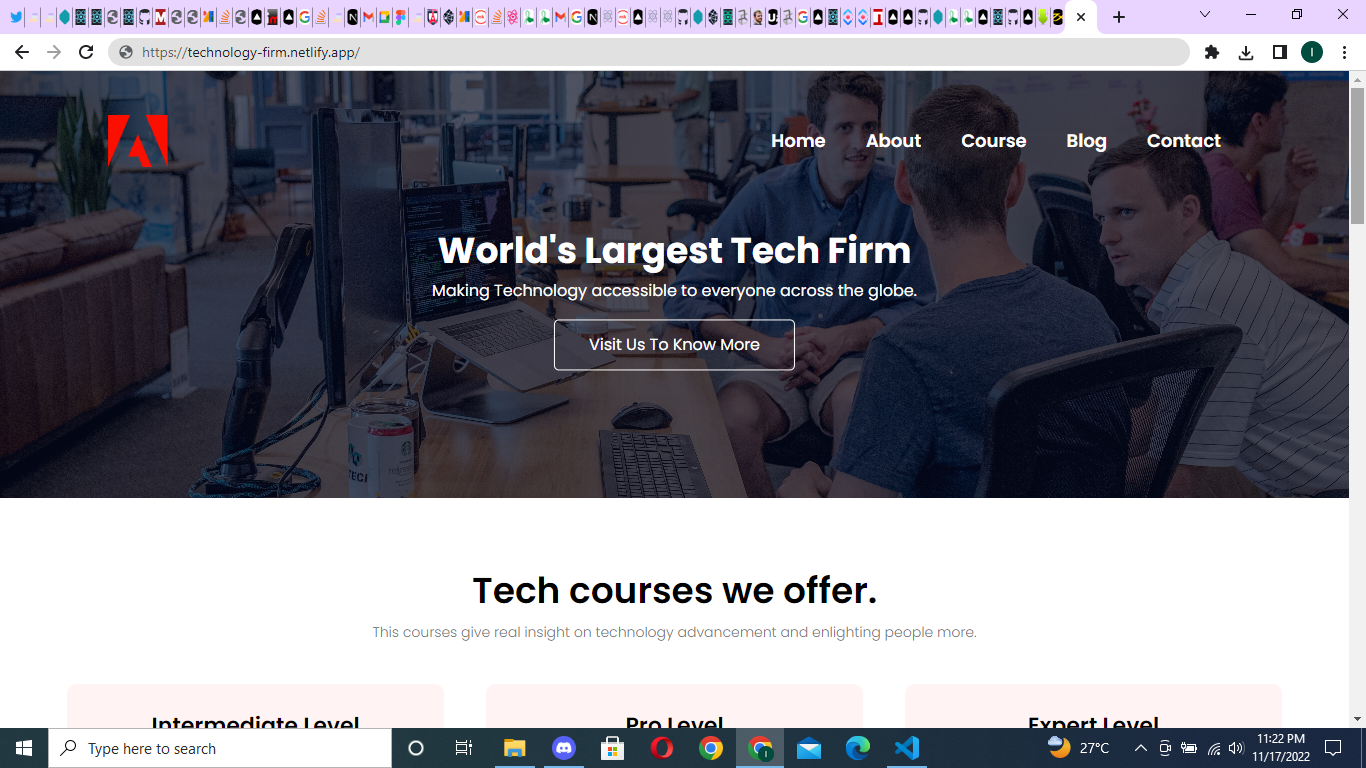 https://technology-firm.netlify.app/
Home About Course Blog Contact
World's Largest Tech Firm
Making Technology accessible to everyone across the globe.
Visit Us To Know More
Tech courses we offer.
This courses give real insight on technology advancement and enlighting people more.
Intermediate Level Pro Level Expert Level
Type here to search
27°C
11:22 PM
11/17/2022